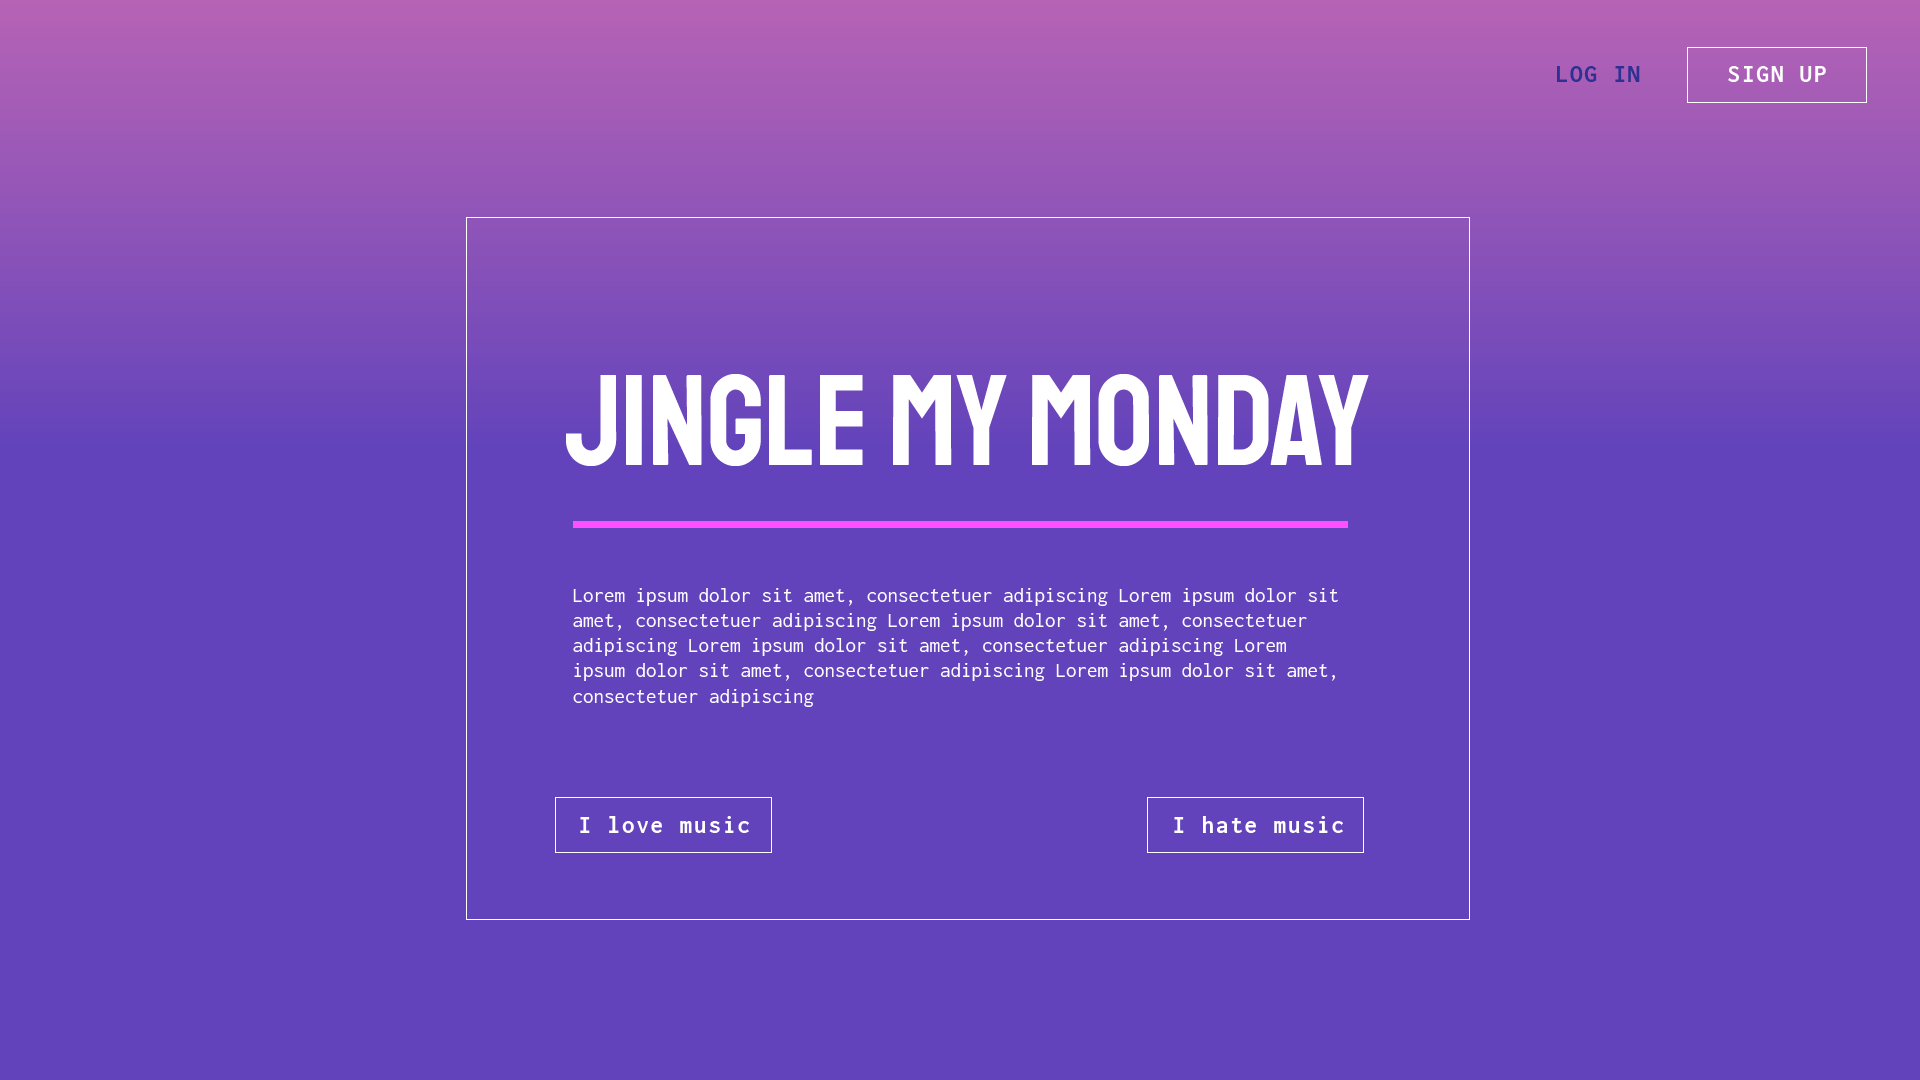 LOG IN
SIGN UP
JINGLE MY MONDAY
Lorem ipsum dolor sit amet, consectetuer adipiscing Lorem ipsum dolor sit
amet, consectetuer adipiscing Lorem ipsum dolor sit amet, consectetuer
adipiscing Lorem ipsum dolor sit amet, consectetuer adipiscing Lorem
ipsum dolor sit amet, consectetuer adipiscing Lorem ipsum dolor sit amet,
consectetuer adipiscing
I love music
I hate music